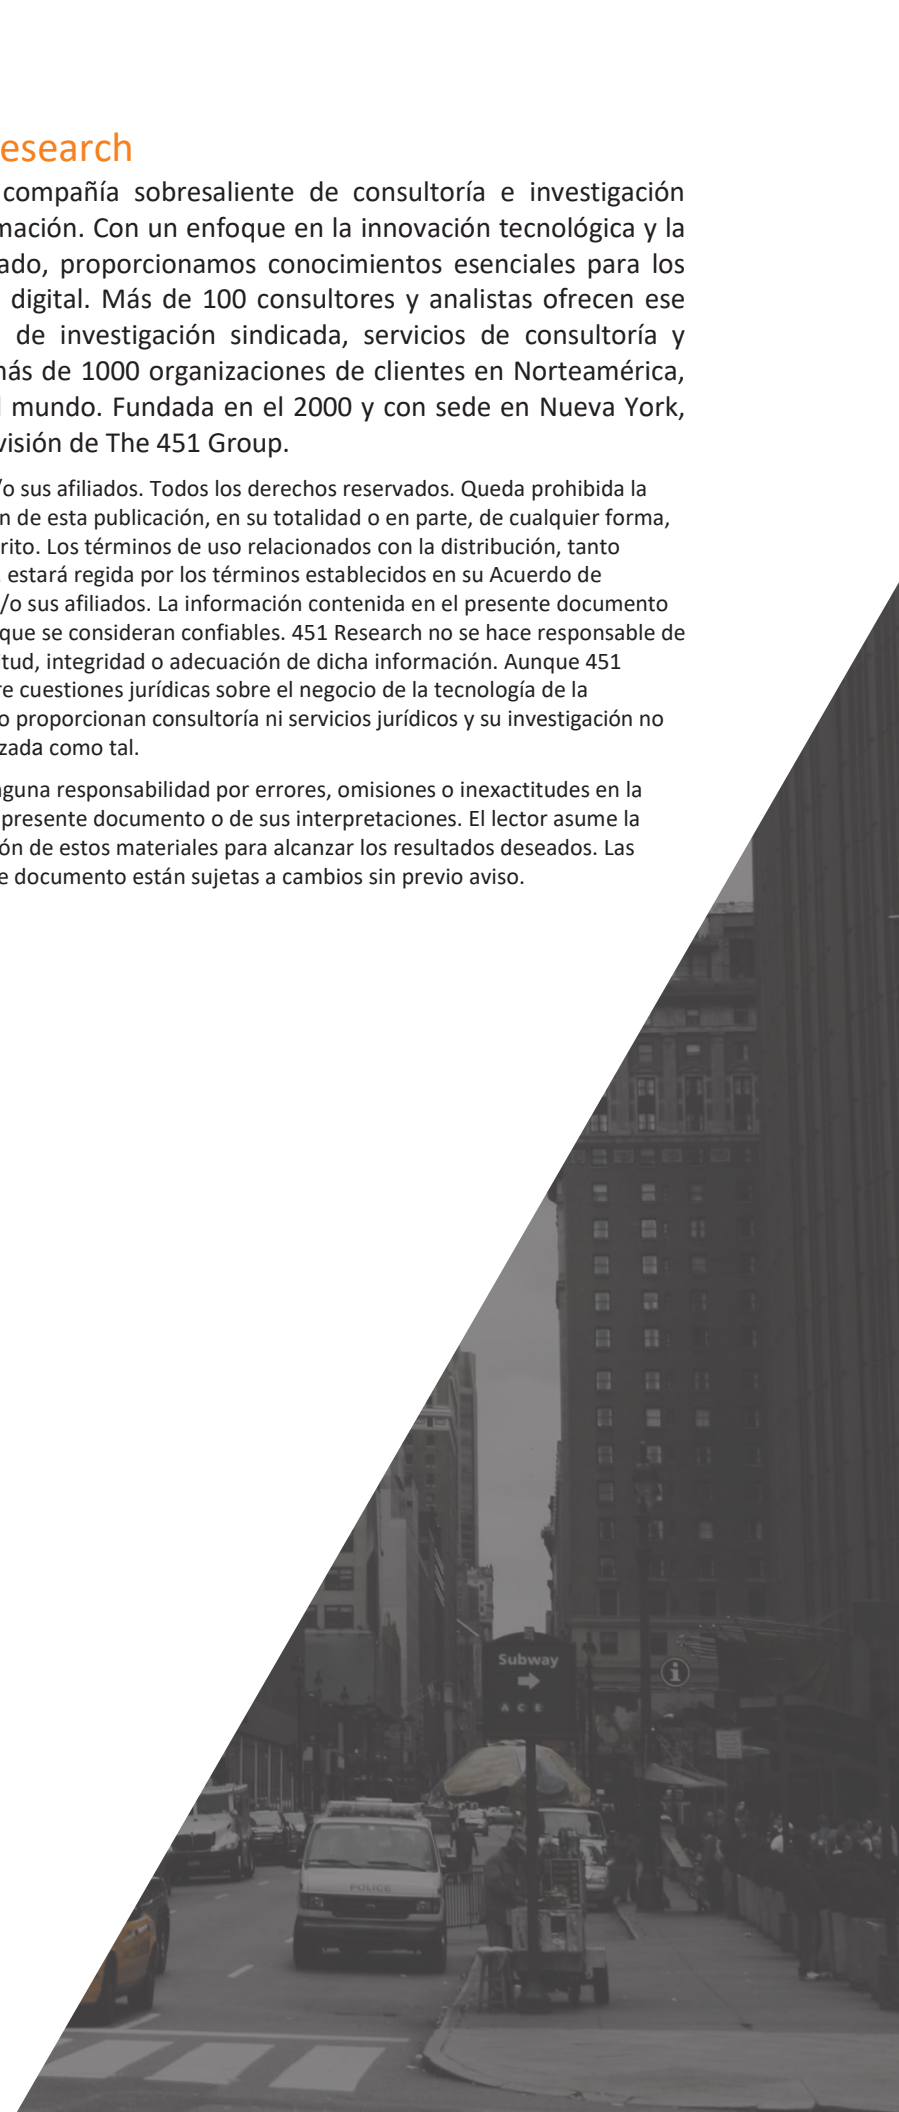 esearch
compañía sobresaliente de consultoría e investigación
mación. Con un enfoque en la innovación tecnológica y la
ado, proporcionamos conocimientos esenciales para los
digital. Más de 100 consultores y analistas ofrecen ese
de investigación sindicada, servicios de consultoría y
más de 1000 organizaciones de clientes en Norteamérica,
l mundo. Fundada en el 2000 y con sede en Nueva York,
visión de The 451 Group.
/o sus afiliados. Todos los derechos reservados. Queda prohibida la
n de esta publicación, en su totalidad o en parte, de cualquier forma,
rito. Los términos de uso relacionados con la distribución, tanto
estará regida por los términos establecidos en su Acuerdo de
/o sus afiliados. La información contenida en el presente documento
que se consideran confiables. 451 Research no se hace responsable de
titud, integridad o adecuación de dicha información. Aunque 451
re cuestiones jurídicas sobre el negocio de la tecnología de la
o proporcionan consultoría ni servicios jurídicos y su investigación no
zada como tal.
nguna responsabilidad por errores, omisiones o inexactitudes en la
presente documento o de sus interpretaciones. El lector asume la
ón de estos materiales para alcanzar los resultados deseados. Las
e documento están sujetas a cambios sin previo aviso.
Subway
A C E
i
POLICE